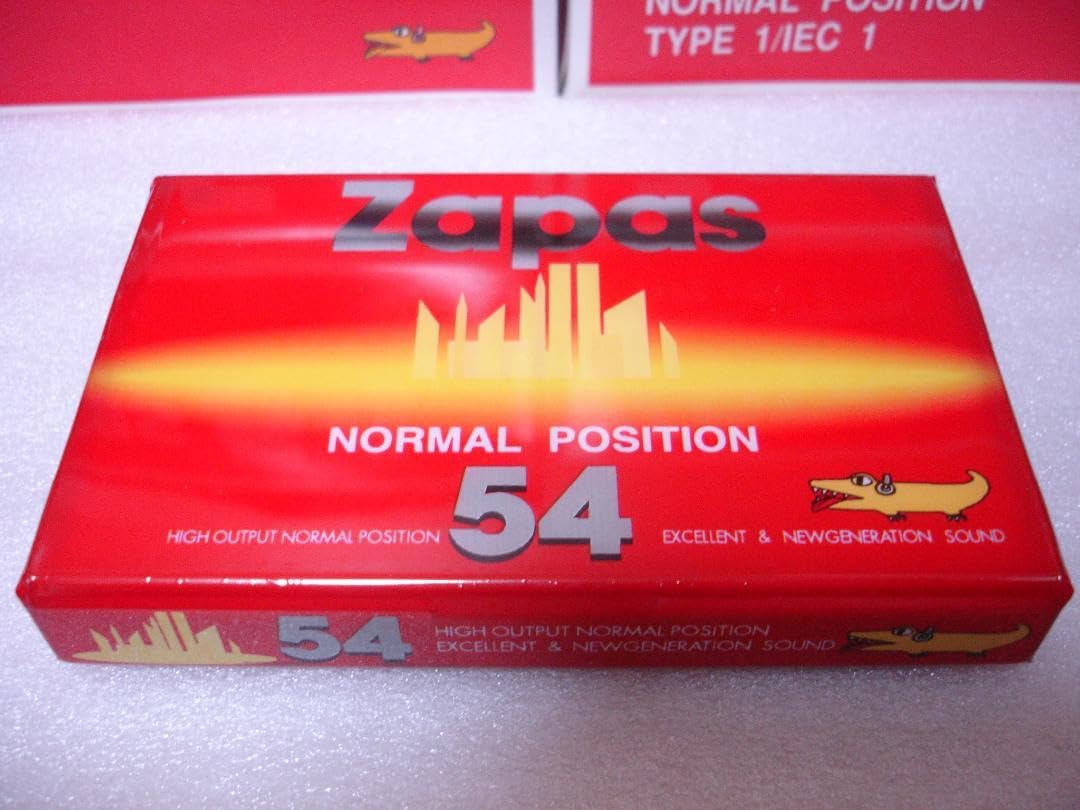 NORMAL POSITION
TYPE 1/IEC 1
Zapas
NORMAL POSITION
54
HIGH OUTPUT NORMAL POSITION
EXCELLENT & NEWGENERATION SOUND
54
HIGH OUTPUT NORMAL POSITION
EXCELLENT & NEWGENERATION SOUND